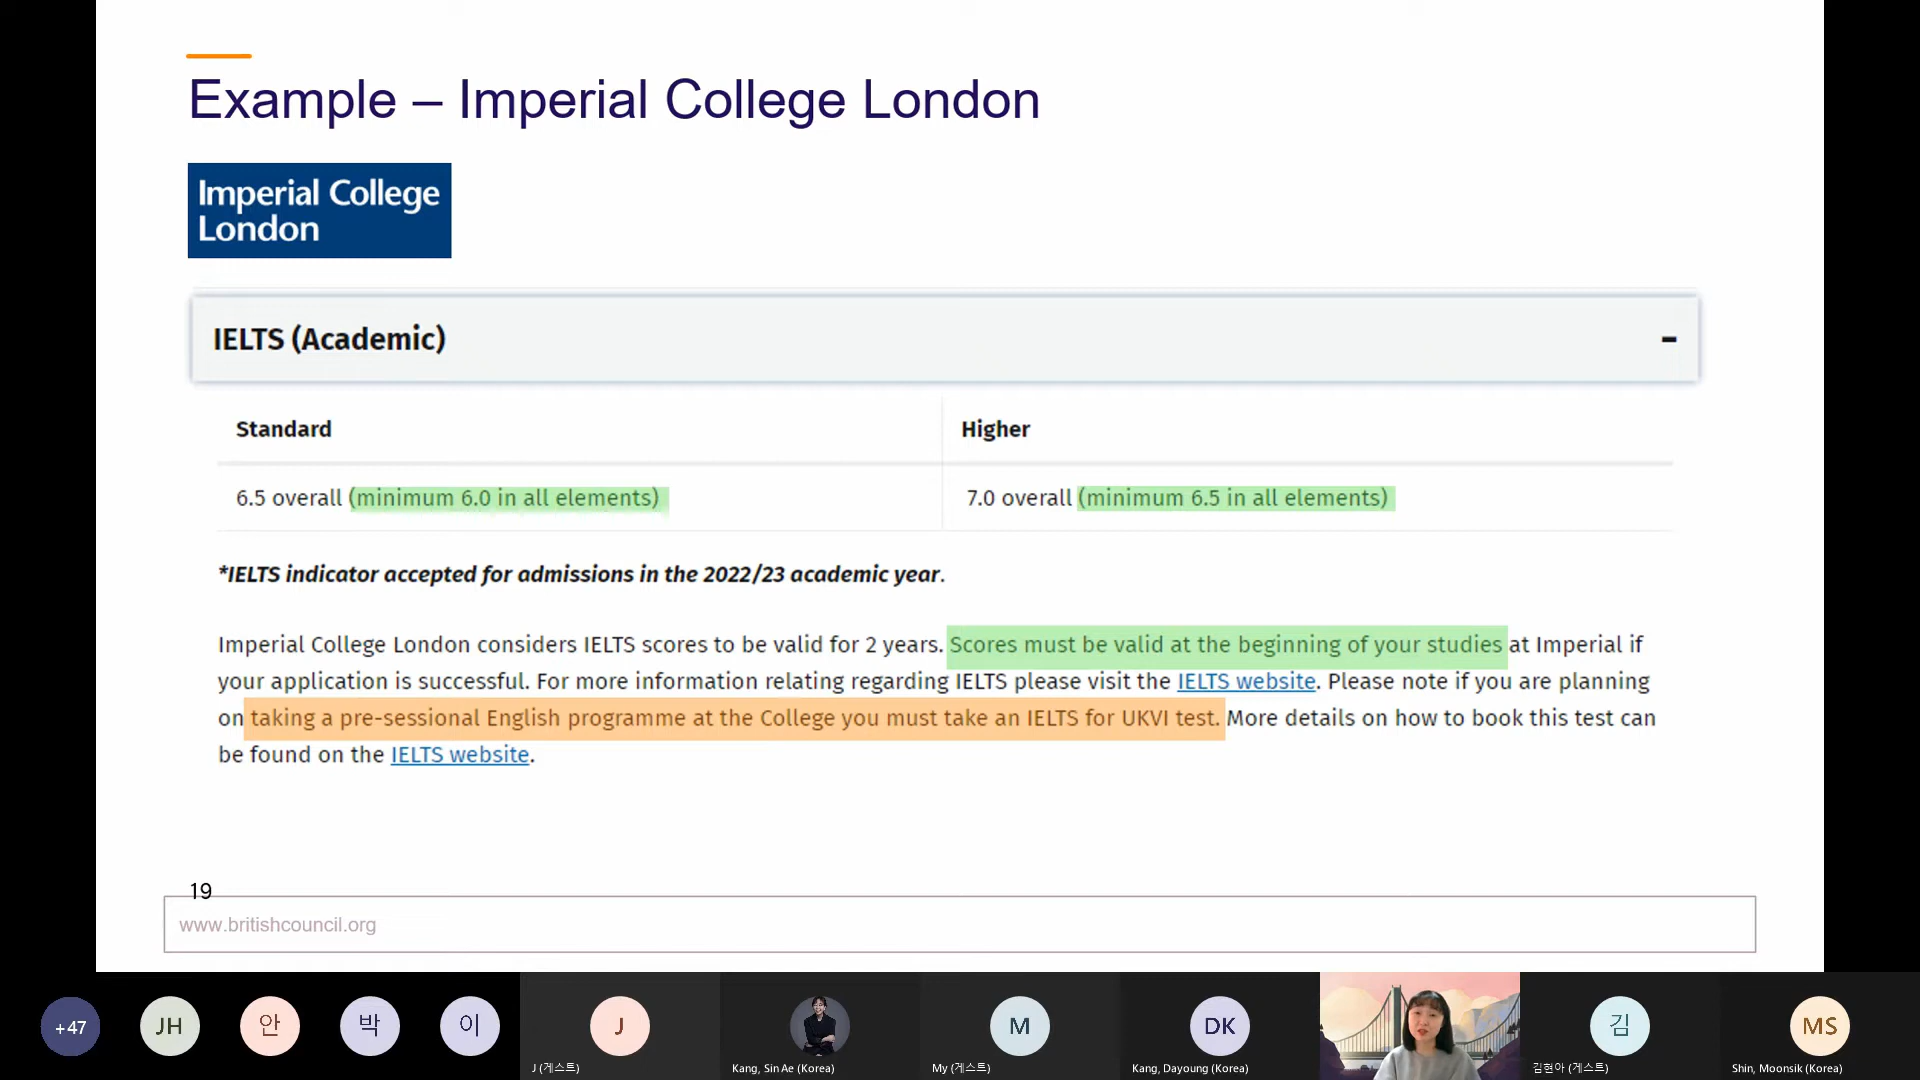 Example – Imperial College London
Imperial College
London
IELTS (Academic)
-
Standard
Higher
6.5 overall (minimum 6.0 in all elements)
7.0 overall (minimum 6.5 in all elements)
*IELTS indicator accepted for admissions in the 2022/23 academic year.
Imperial College London considers IELTS scores to be valid for 2 years. Scores must be valid at the beginning of your studies at Imperial if
your application is successful. For more information relating regarding IELTS please visit the IELTS website. Please note if you are planning
on taking a pre-sessional English programme at the College you must take an IELTS for UKVI test. More details on how to book this test can
be found on the IELTS website.
19
www.britishcouncil.org
+47
JH
안
박
이
J
M
DK
김
MS
J (게스트)
Kang, Sin Ae (Korea)
My (게스트)
Kang, Dayoung (Korea)
김현아 (게스트)
Shin, Moonsik (Korea)